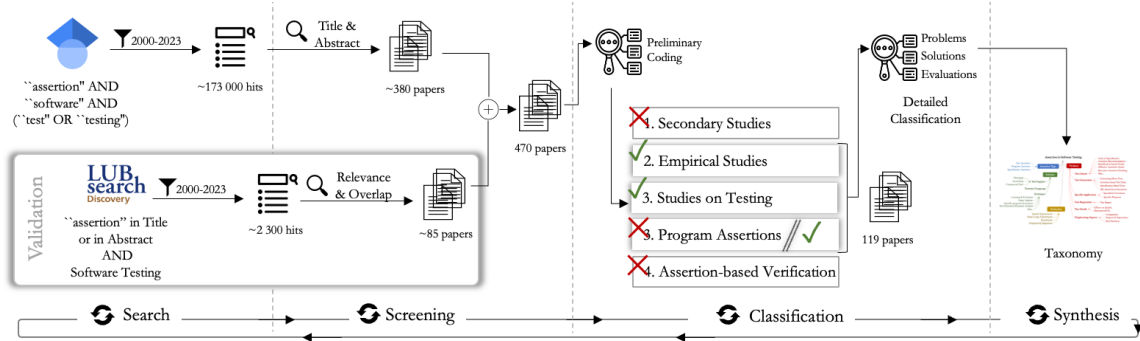 2000-2023
~173 000 hits
``assertion" AND
``software" AND
(``test" OR ``testing")
Title &
Abstract
~380 papers
470 papers
Validation
LUB
search
Discovery
2000-2023
``assertion'' in Title
or in Abstract
AND
Software Testing
~2 300 hits
Relevance
& Overlap
~85 papers
Preliminary
Coding
1. Secondary Studies
2. Empirical Studies
3. Studies on Testing
3. Program Assertions
4. Assertion-based Verification
119 papers
Problems
Solutions
Evaluations
Detailed
Classification
Taxonomy
Search
Screening
Classification
Synthesis